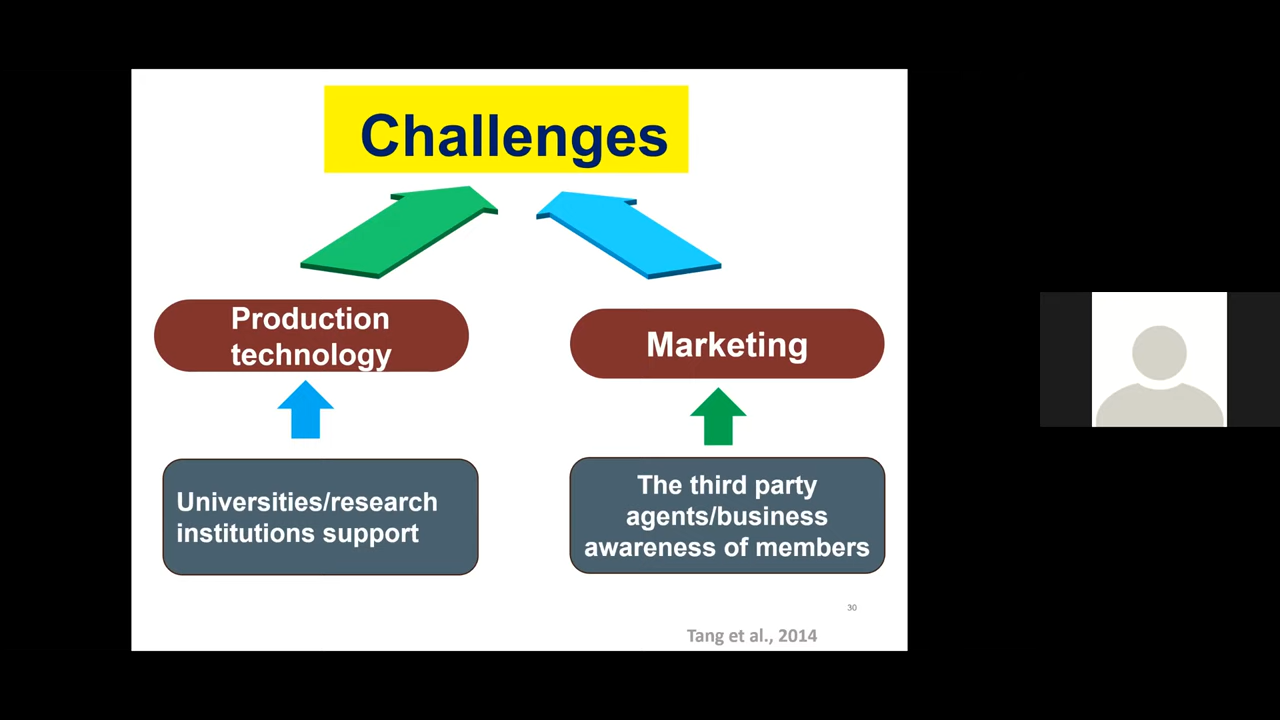 Challenges
Production
technology
Marketing
Universities/research
institutions support
The third party
agents/business
awareness of members
30
Tang et al., 2014